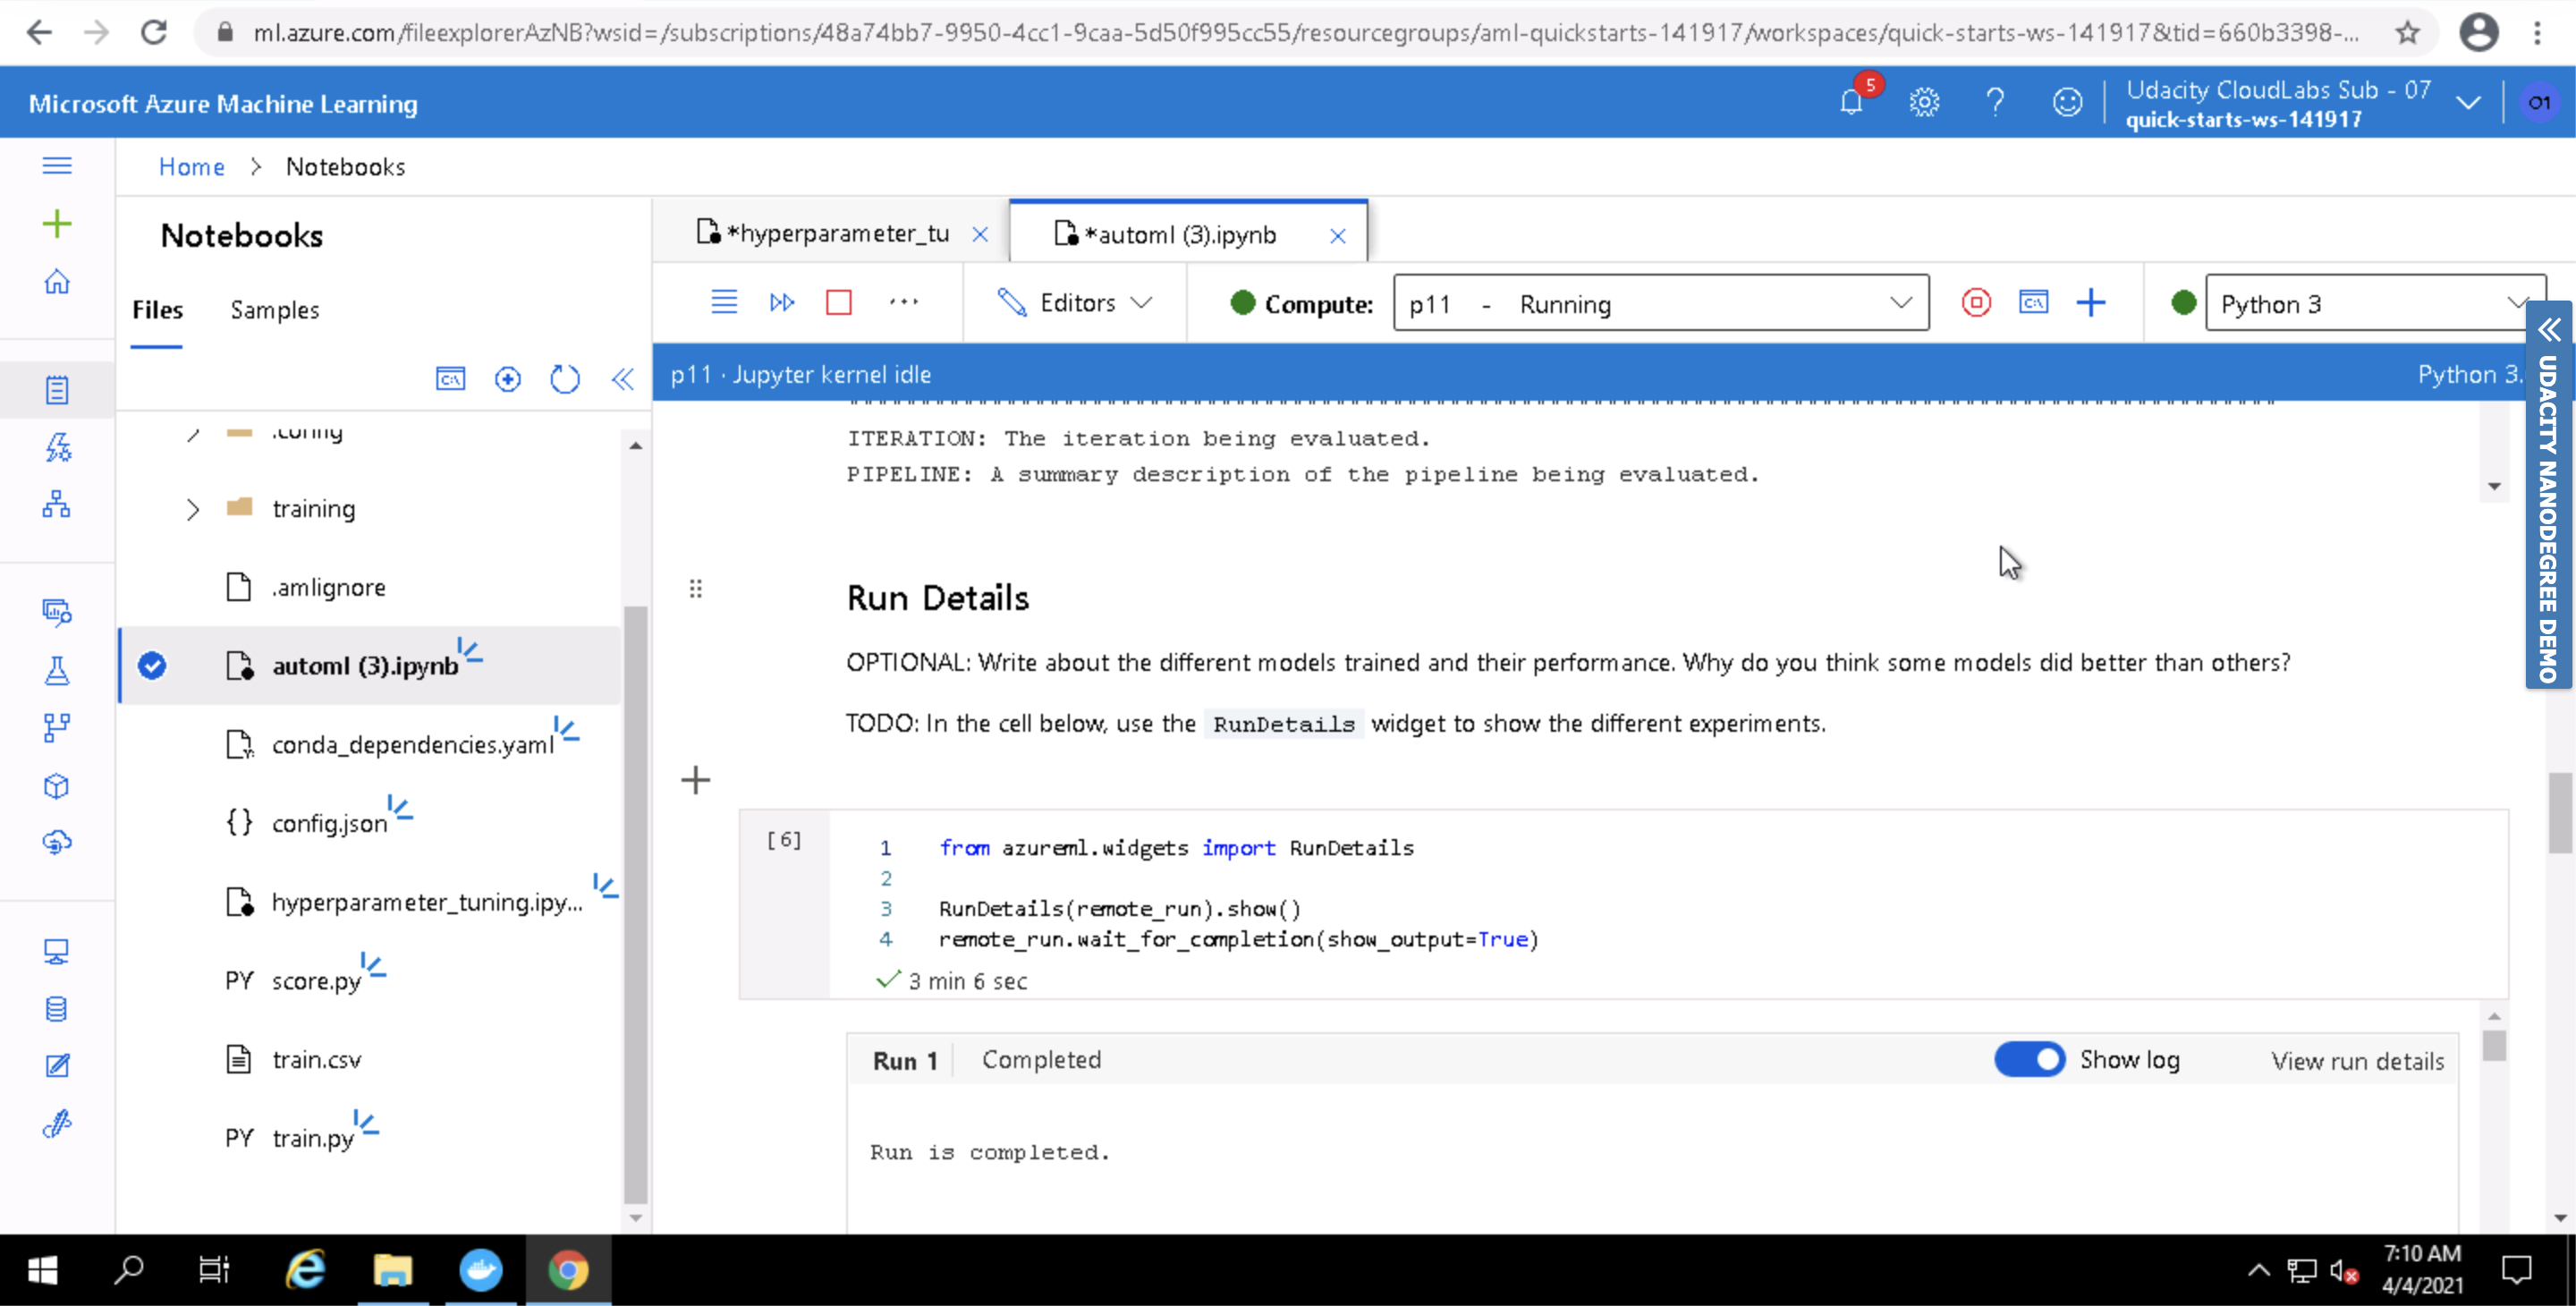 ml.azure.com/fileexplorerAzNB?wsid=/subscriptions/48a74bb7-9950-4cc1-9caa-5d50f995cc55/resourcegroups/aml-quickstarts-141917/workspaces/quick-starts-ws-141917&tid=660b3398-...
Microsoft Azure Machine Learning
5
Udacity CloudLabs Sub - 07
quick-starts-ws-141917
O1
Home > Notebooks
Notebooks
Files Samples
.config
training
.amlignore
automl (3).ipynb
conda_dependencies.yaml
{} config.json
hyperparameter_tuning.ipy...
PY score.py
train.csv
PY train.py
*hyperparameter_tu
*automl (3).ipynb
Editors
Compute: p11 - Running
Python 3
p11 · Jupyter kernel idle
Python 3.
ITERATION: The iteration being evaluated.
PIPELINE: A summary description of the pipeline being evaluated.
Run Details
OPTIONAL: Write about the different models trained and their performance. Why do you think some models did better than others?
TODO: In the cell below, use the RunDetails widget to show the different experiments.
[6]
1 from azureml.widgets import RunDetails
2
3 RunDetails(remote_run).show()
4 remote_run.wait_for_completion(show_output=True)
3 min 6 sec
Run 1 Completed
Show log
View run details
Run is completed.
UDACITY NANODEGREE DEMO
7:10 AM
4/4/2021